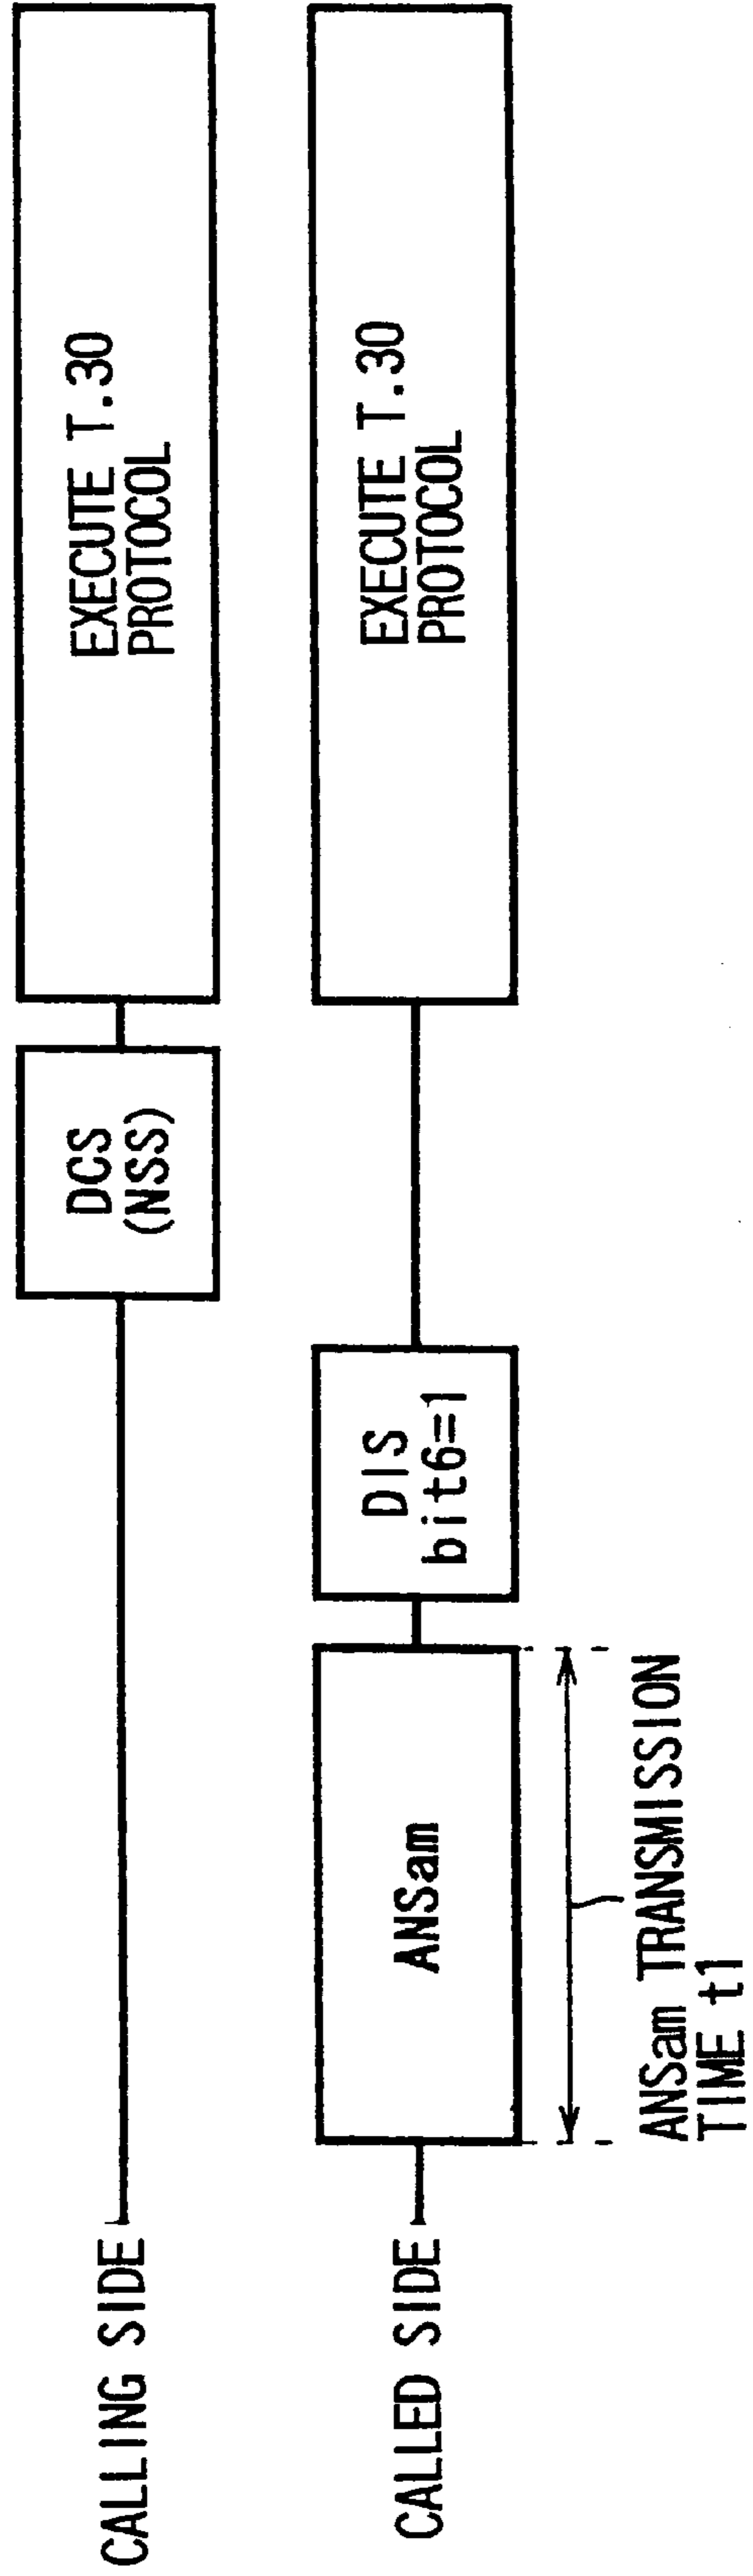 CALLING SIDE
DCS
(NSS)
EXECUTE T.30
PROTOCOL
CALLED SIDE
ANSam
DIS
bit6=1
EXECUTE T.30
PROTOCOL
ANSam TRANSMISSION
TIME t1